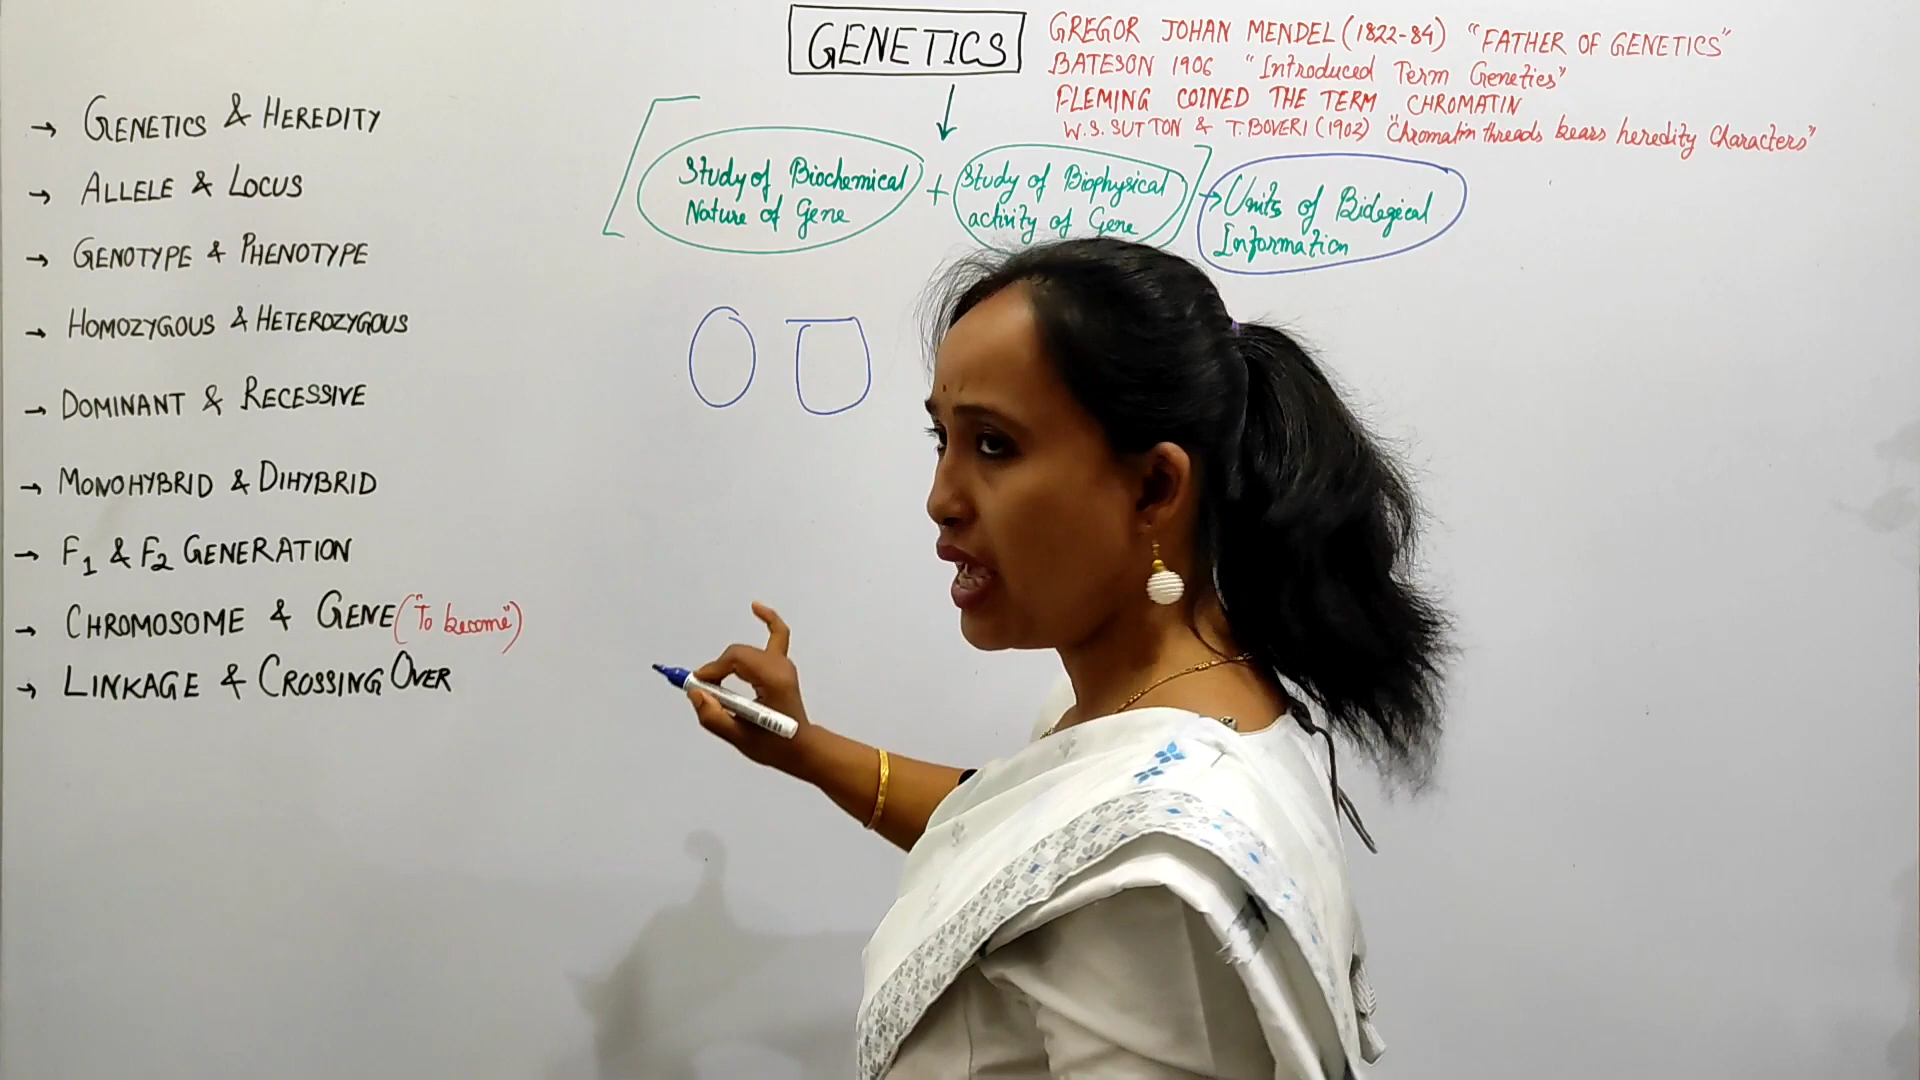 GENETICS
GREGOR JOHAN MENDEL (1822-84) "FATHER OF GENETICS"
BATESON 1906 "Introduced Term Genetics"
FLEMING COINED THE TERM CHROMATIN
W.S. SUTTON & T. BOVERI (1902) "Chromatin threads bears heredity Characters"
→ GENETICS & HEREDITY
→ ALLELE & LOCUS
→ GENOTYPE & PHENOTYPE
→ HOMOZYGOUS & HETEROZYGOUS
→ DOMINANT & RECESSIVE
→ MONOHYBRID & DIHYBRID
→ F1 & F2 GENERATION
→ CHROMOSOME & GENE ("To become")
→ LINKAGE & CROSSING OVER
[Study of Biochemical
Nature of Gene
+
Study of Biophysical
activity of Gene]
→ Units of Biological
Information